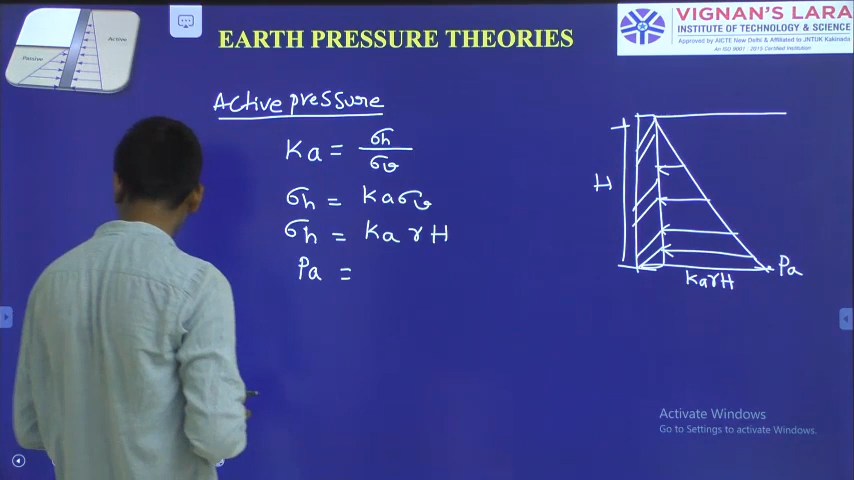 Passive
Active
EARTH PRESSURE THEORIES
VIGNAN'S LARA
INSTITUTE OF TECHNOLOGY & SCIENCE
Approved by AICTE New Delhi & Affiliated to JNTUK Kakinada
An ISO 9001 : 2015 Certified Institution
Active pressure
Ka = σh / σv
σh = Kaσv
σh = Ka γ H
Pa =
H
Pa
KaγH
Activate Windows
Go to Settings to activate Windows.